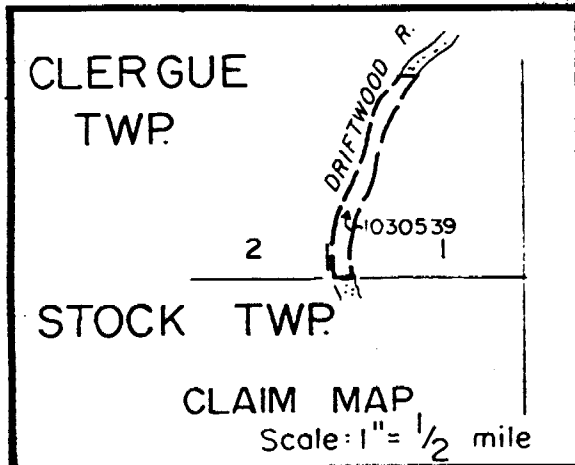 CLERGUE
TWP.
DRIFTWOOD R.
1030539
2 1
STOCK TWP.
CLAIM MAP
Scale: 1" = 1/2 mile